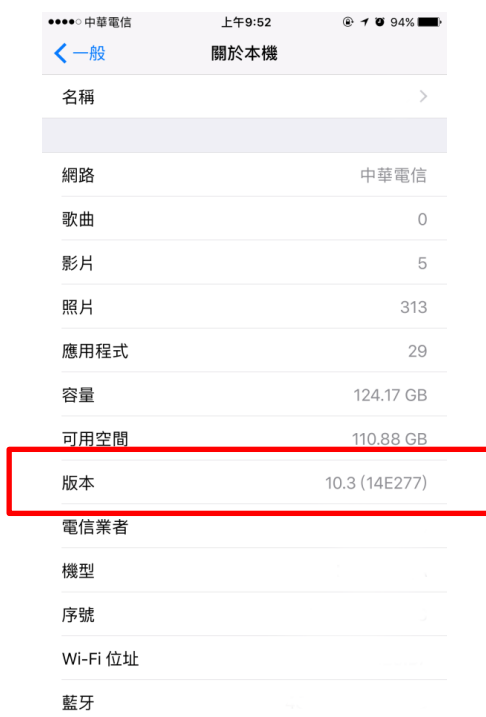 中華電信 上午9:52 94%
一般 關於本機
名稱
網路 中華電信
歌曲 0
影片 5
照片 313
應用程式 29
容量 124.17 GB
可用空間 110.88 GB
版本 10.3 (14E277)
電信業者
機型
序號
Wi-Fi 位址
藍牙